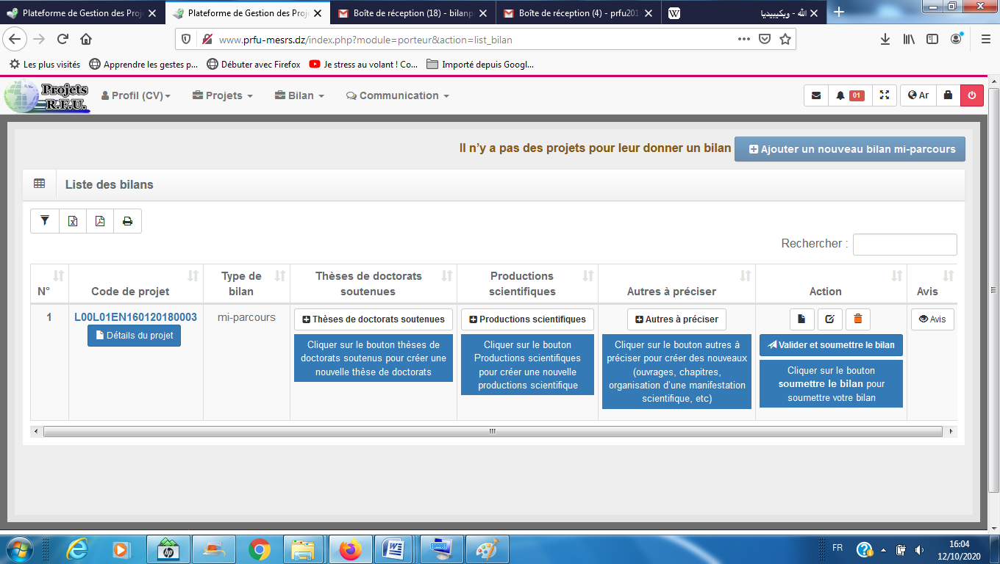 Plateforme de Gestion des Proj
Plateforme de Gestion des Proj
Boîte de réception (18) - bilanp
Boîte de réception (4) - prfu201
الله - ويكيبيديا
www.prfu-mesrs.dz/index.php?module=porteur&action=list_bilan
Les plus visités
Apprendre les gestes p...
Débuter avec Firefox
Je stress au volant ! Co...
Importé depuis Googl...
Projets
R.F.U.
Profil (CV)
Projets
Bilan
Communication
01
Ar
Il n'y a pas des projets pour leur donner un bilan
Ajouter un nouveau bilan mi-parcours
Liste des bilans
Rechercher :
N°
Code de projet
Type de
bilan
Thèses de doctorats
soutenues
Productions
scientifiques
Autres à préciser
Action
Avis
1
L00L01EN160120180003
Détails du projet
mi-parcours
Thèses de doctorats soutenues
Cliquer sur le bouton thèses de
doctorats soutenus pour créer une
nouvelle thèse de doctorats
Productions scientifiques
Cliquer sur le bouton
Productions scientifiques
pour créer une nouvelle
productions scientifique
Autres à préciser
Cliquer sur le bouton autres à
préciser pour créer des nouveaux
(ouvrages, chapitres,
organisation d'une manifestation
scientifique, etc)
Valider et soumettre le bilan
Cliquer sur le bouton
soumettre le bilan pour
soumettre votre bilan
Avis
FR
16:04
12/10/2020